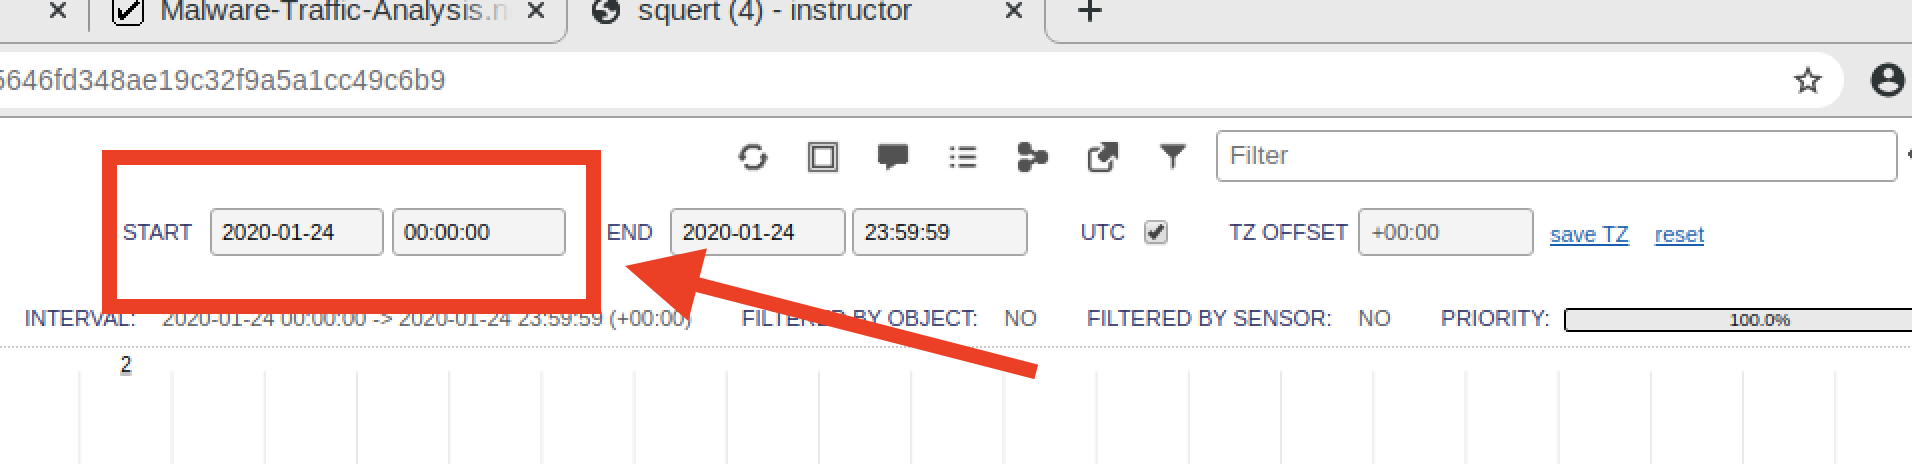 Malware-Traffic-Analysis.n
squert (4) - instructor
5646fd348ae19c32f9a5a1cc49c6b9
Filter
START 2020-01-24 00:00:00 END 2020-01-24 23:59:59 UTC TZ OFFSET +00:00 save TZ reset
INTERVAL: 2020-01-24 00:00:00 -> 2020-01-24 23:59:59 (+00:00) FILTERED BY OBJECT: NO FILTERED BY SENSOR: NO PRIORITY: 100.0%
2